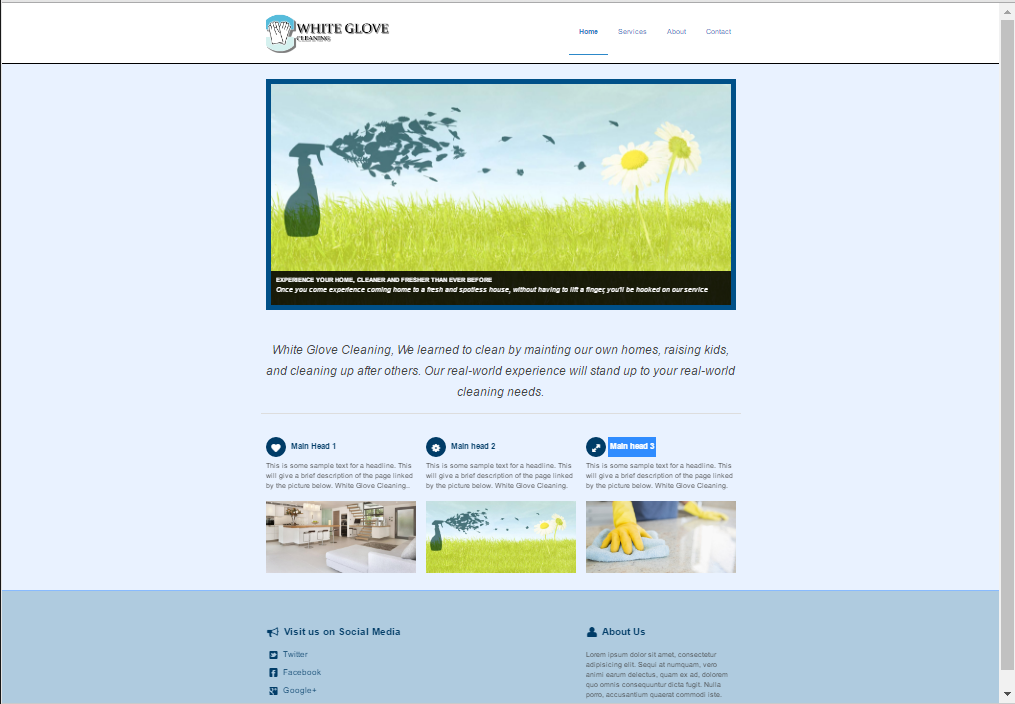 WHITE GLOVE
CLEANING
Home Services About Contact
EXPERIENCE YOUR HOME, CLEANER AND FRESHER THAN EVER BEFORE
Once you come experience coming home to a fresh and spotless house, without having to lift a finger, you'll be hooked on our service
White Glove Cleaning, We learned to clean by mainting our own homes, raising kids,
and cleaning up after others. Our real-world experience will stand up to your real-world
cleaning needs.
Main Head 1
This is some sample text for a headline. This
will give a brief description of the page linked
by the picture below. White Glove Cleaning..
Main head 2
This is some sample text for a headline. This
will give a brief description of the page linked
by the picture below. White Glove Cleaning.
Main head 3
This is some sample text for a headline. This
will give a brief description of the page linked
by the picture below. White Glove Cleaning.
Visit us on Social Media
Twitter
Facebook
Google+
About Us
Lorem ipsum dolor sit amet, consectetur
adipisicing elit. Sequi at numquam, vero
animi earum delectus, quam ex ad, dolorem
quo omnis consequuntur dicta fugit. Nulla
porro, accusantium quaerat commodi iste.